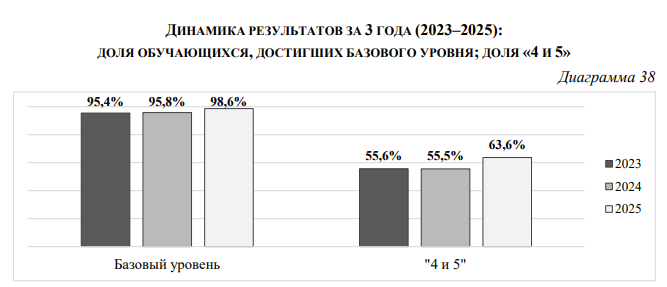 ДИНАМИКА РЕЗУЛЬТАТОВ ЗА 3 ГОДА (2023–2025):
ДОЛЯ ОБУЧАЮЩИХСЯ, ДОСТИГШИХ БАЗОВОГО УРОВНЯ; ДОЛЯ «4 И 5»
Диаграмма 38
95,4% 95,8% 98,6%
55,6% 55,5% 63,6%
2023
2024
2025
Базовый уровень "4 и 5"